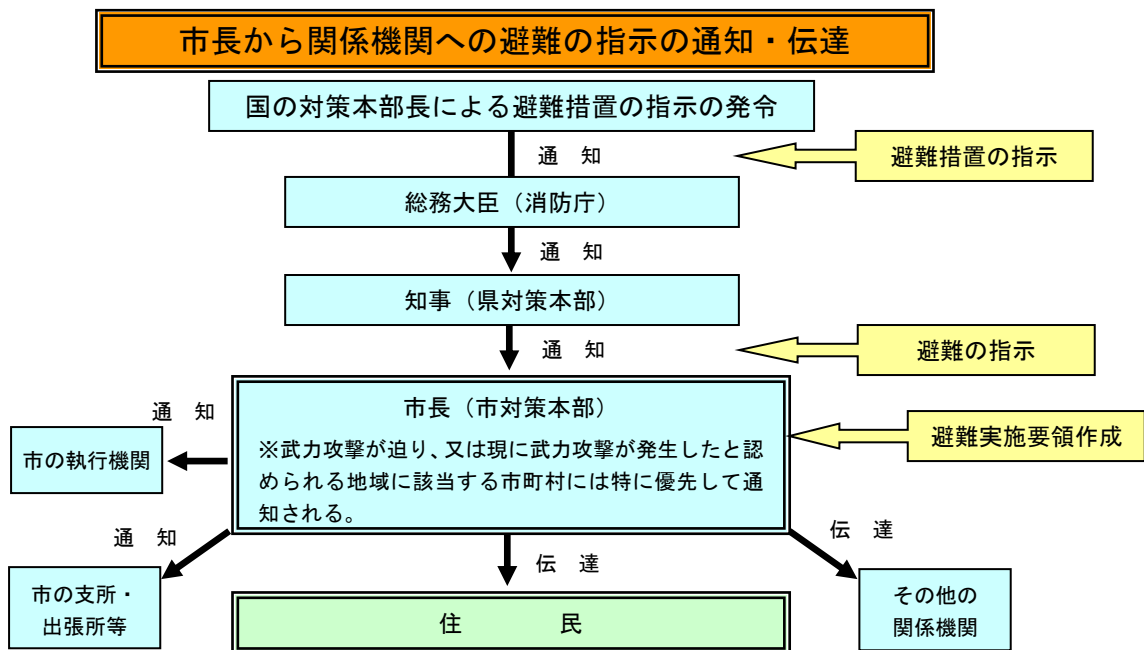 市長から関係機関への避難の指示の通知・伝達
国の対策本部長による避難措置の指示の発令
通 知
避難措置の指示
総務大臣(消防庁)
通 知
知事(県対策本部)
通 知
避難の指示
市長(市対策本部)
※武力攻撃が迫り、又は現に武力攻撃が発生したと認
められる地域に該当する市町村には特に優先して通
知される。
避難実施要領作成
通 知
市の執行機関
通 知
市の支所・
出張所等
伝 達
住 民
伝 達
その他の
関係機関